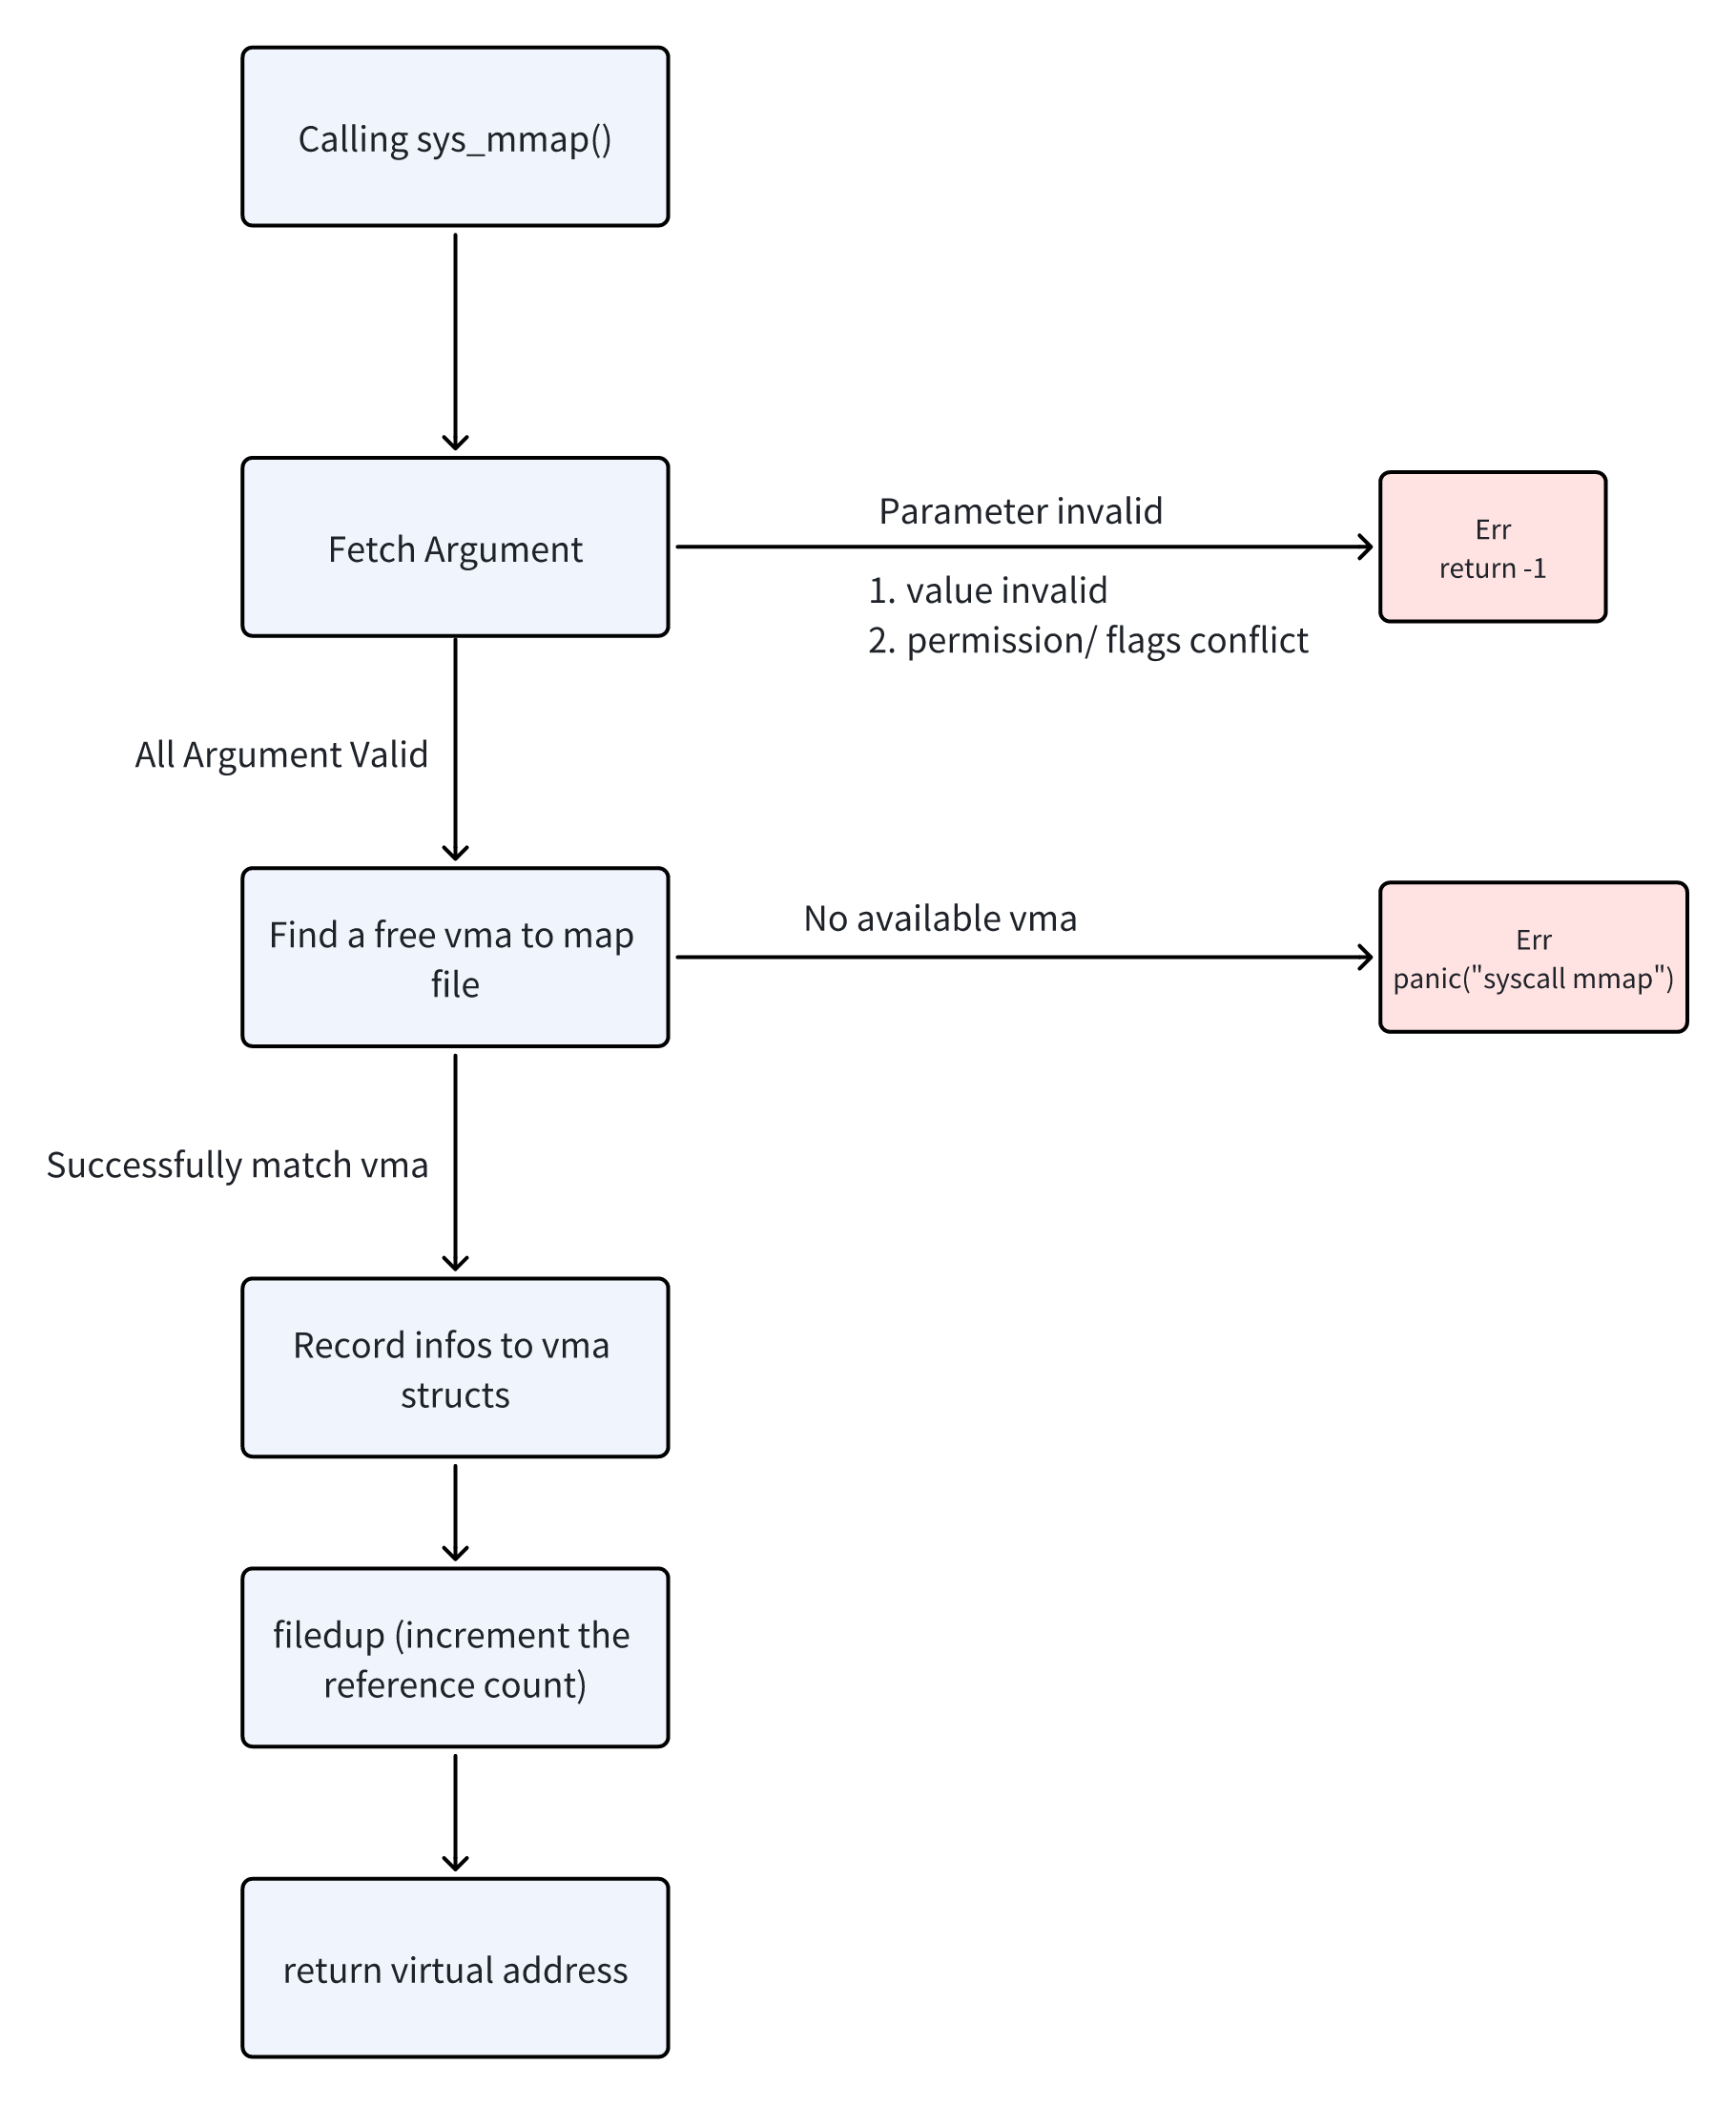 Calling sys_mmap()
Fetch Argument
Parameter invalid
1. value invalid
2. permission/ flags conflict
Err
return -1
All Argument Valid
Find a free vma to map
file
No available vma
Err
panic("syscall mmap")
Successfully match vma
Record infos to vma
structs
filedup (increment the
reference count)
return virtual address